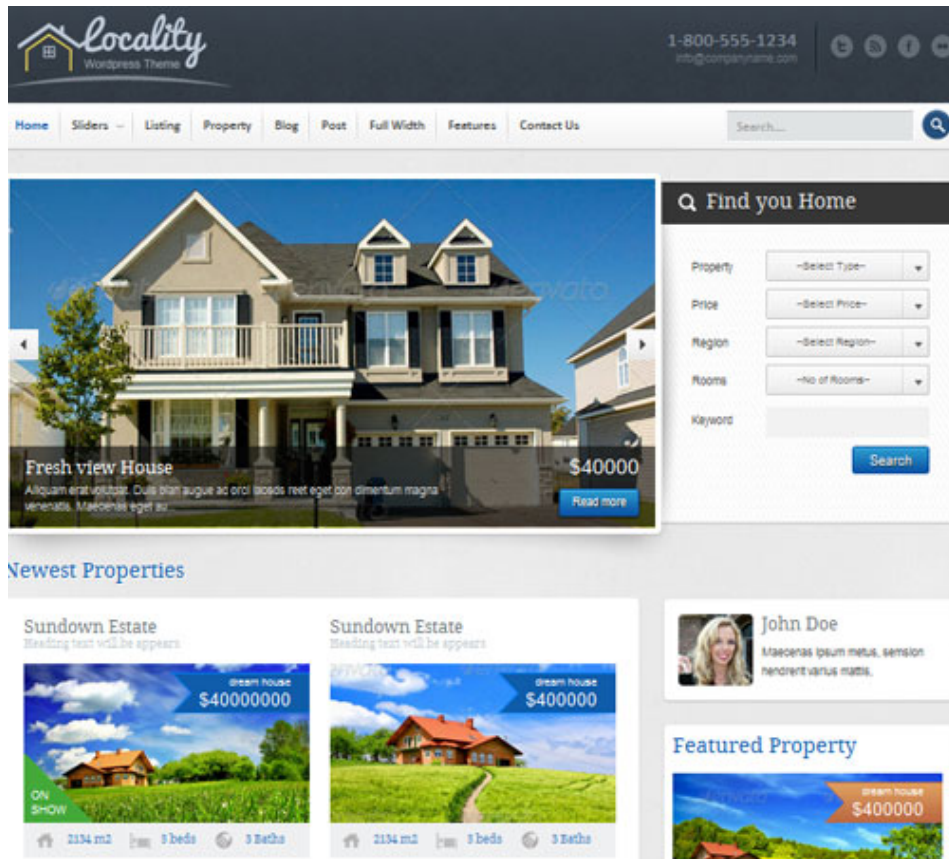 Locality
Wordpress Theme
1-800-555-1234
info@companyname.com
Home Sliders Listing Property Blog Post Full Width Features Contact Us
Search....
Find you Home
Property --Select Type--
Price --Select Price--
Region --Select Region--
Rooms --No of Rooms--
Keyword
Search
envato
Fresh view House
$40000
Aliquam erat volutpat. Duis blan augue ac orci reet eget con dimentum magna
venenatis. Maecenas eget au
Read more
Newest Properties
Sundown Estate
Heading text will be appears
dream house
$40000000
ON
SHOW
2134 m2 5 beds 3 Baths
Sundown Estate
Heading text will be appears
dream house
$400000
2134 m2 5 beds 3 Baths
John Doe
Maecenas ipsum metus, semsion
hendrerit varius mattis,
Featured Property
dream house
$400000